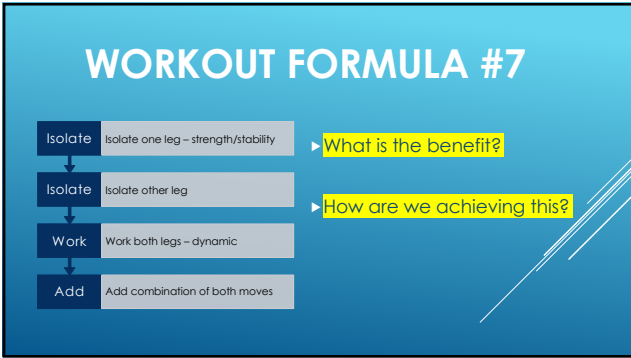 WORKOUT FORMULA #7
Isolate
Isolate one leg – strength/stability
Isolate
Isolate other leg
Work
Work both legs – dynamic
Add
Add combination of both moves
What is the benefit?
How are we achieving this?